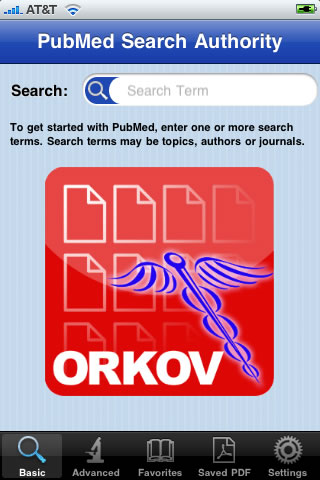 AT&T
PubMed Search Authority
Search: Search Term
To get started with PubMed, enter one or more search
terms. Search terms may be topics, authors or journals.
ORKOV
Basic Advanced Favorites Saved PDF Settings